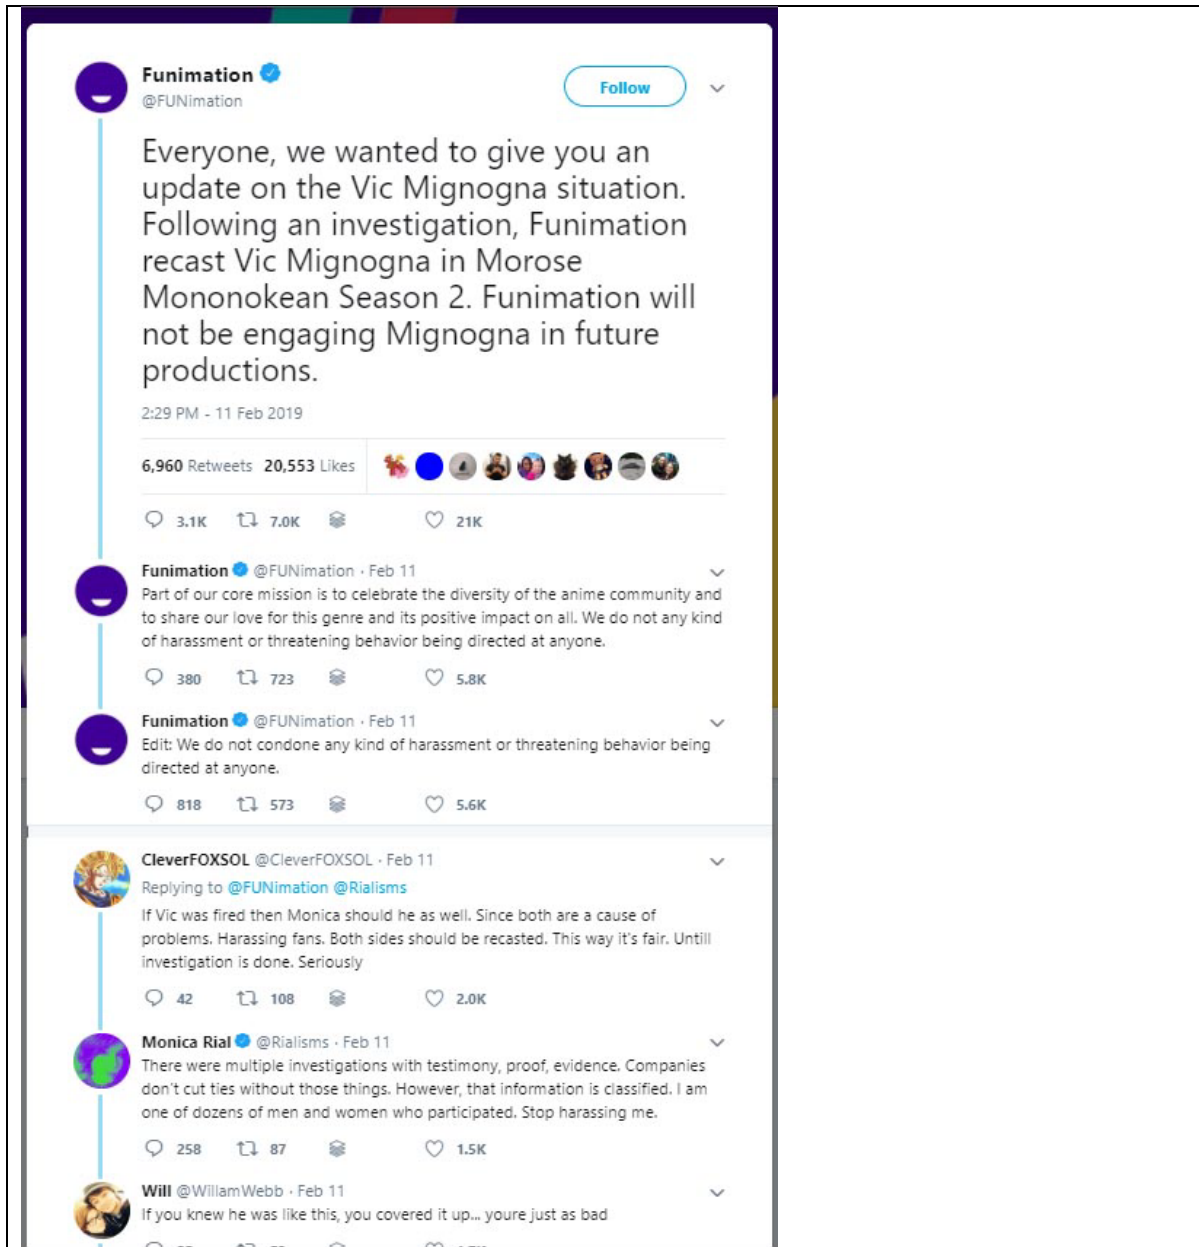 Funimation
@FUNimation
Follow
Everyone, we wanted to give you an
update on the Vic Mignogna situation.
Following an investigation, Funimation
recast Vic Mignogna in Morose
Mononokean Season 2. Funimation will
not be engaging Mignogna in future
productions.
2:29 PM - 11 Feb 2019
6,960 Retweets 20,553 Likes
3.1K 7.0K 21K
Funimation @FUNimation · Feb 11
Part of our core mission is to celebrate the diversity of the anime community and
to share our love for this genre and its positive impact on all. We do not any kind
of harassment or threatening behavior being directed at anyone.
380 723 5.8K
Funimation @FUNimation · Feb 11
Edit: We do not condone any kind of harassment or threatening behavior being
directed at anyone.
818 573 5.6K
CleverFOXSOL @CleverFOXSOL · Feb 11
Replying to @FUNimation @Rialisms
If Vic was fired then Monica should he as well. Since both are a cause of
problems. Harassing fans. Both sides should be recasted. This way it's fair. Untill
investigation is done. Seriously
42 108 2.0K
Monica Rial @Rialisms · Feb 11
There were multiple investigations with testimony, proof, evidence. Companies
don't cut ties without those things. However, that information is classified. I am
one of dozens of men and women who participated. Stop harassing me.
258 87 1.5K
Will @WillamWebb · Feb 11
If you knew he was like this, you covered it up... youre just as bad